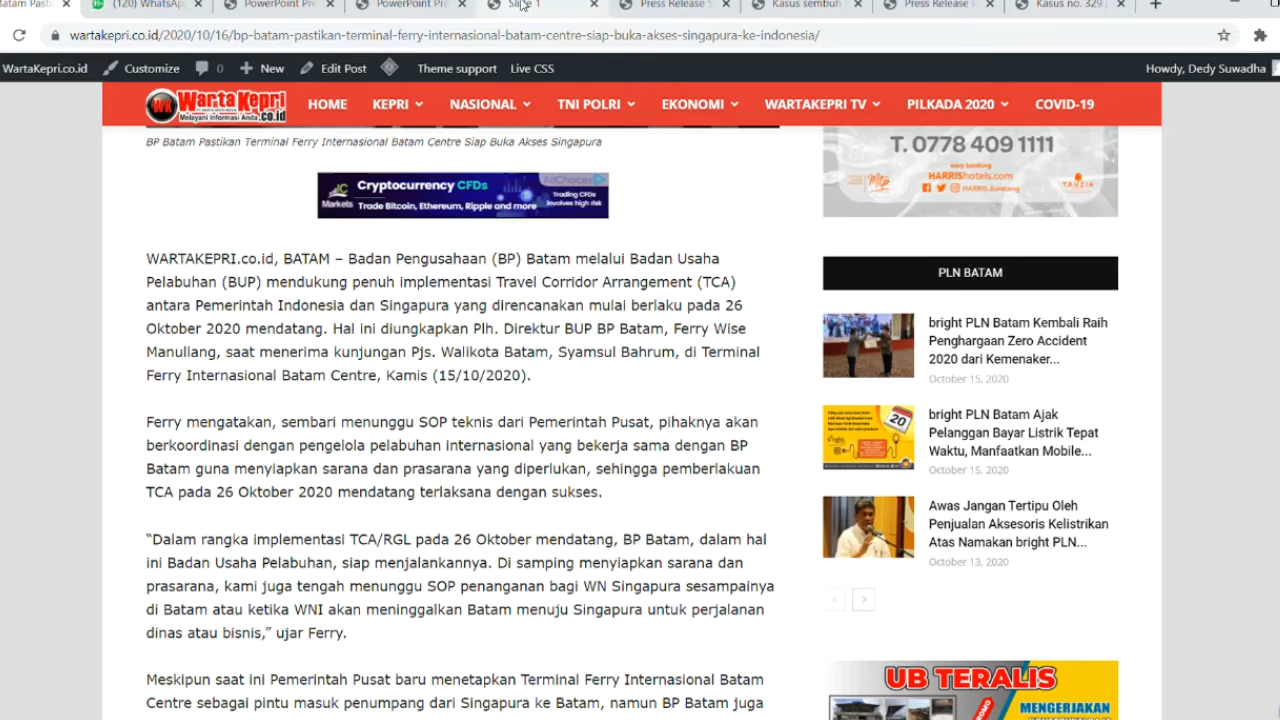 (120) WhatsAp
PowerPoint Pre
PowerPoint Pre
Press Release S
Kasus sembuh
Press Release
Kasus no. 329
wartakepri.co.id/2020/10/16/bp-batam-pastikan-terminal-ferry-internasional-batam-centre-siap-buka-akses-singapura-ke-indonesia/
WartaKepri.co.id Customize 0 New Edit Post Theme support Live CSS Howdy, Dedy Suwadha
WartaKepri.co.id
Melayani Informasi Anda
HOME KEPRI NASIONAL TNI POLRI EKONOMI WARTAKEPRI TV PILKADA 2020 COVID-19
BP Batam Pastikan Terminal Ferry Internasional Batam Centre Siap Buka Akses Singapura
IC Markets
Cryptocurrency CFDs
Trade Bitcoin, Ethereum, Ripple and more
AdChoices
Trading CFDs
involves high risk
WARTAKEPRI.co.id, BATAM – Badan Pengusahaan (BP) Batam melalui Badan Usaha
Pelabuhan (BUP) mendukung penuh implementasi Travel Corridor Arrangement (TCA)
antara Pemerintah Indonesia dan Singapura yang direncanakan mulai berlaku pada 26
Oktober 2020 mendatang. Hal ini diungkapkan Plh. Direktur BUP BP Batam, Ferry Wise
Manullang, saat menerima kunjungan Pjs. Walikota Batam, Syamsul Bahrum, di Terminal
Ferry Internasional Batam Centre, Kamis (15/10/2020).
Ferry mengatakan, sembari menunggu SOP teknis dari Pemerintah Pusat, pihaknya akan
berkoordinasi dengan pengelola pelabuhan internasional yang bekerja sama dengan BP
Batam guna menyiapkan sarana dan prasarana yang diperlukan, sehingga pemberlakuan
TCA pada 26 Oktober 2020 mendatang terlaksana dengan sukses.
“Dalam rangka implementasi TCA/RGL pada 26 Oktober mendatang, BP Batam, dalam hal
ini Badan Usaha Pelabhan, siap menjalankannya. Di samping menyiapkan sarana dan
prasarana, kami juga tengah menunggu SOP penanganan bagi WN Singapura sesampainya
di Batam atau ketika WNI akan meninggalkan Batam menuju Singapura untuk perjalanan
dinas atau bisnis,” ujar Ferry.
Meskipun saat ini Pemerintah Pusat baru menetapkan Terminal Ferry Internasional Batam
Centre sebagai pintu masuk penumpang dari Singapura ke Batam, namun BP Batam juga
T. 0778 409 1111
easy booking
HARRIShotels.com
TAUZIA
PLN BATAM
bright PLN Batam Kembali Raih
Penghargaan Zero Accident
2020 dari Kemenaker...
October 15, 2020
20
bright PLN Batam Ajak
Pelanggan Bayar Listrik Tepat
Waktu, Manfaatkan Mobile...
October 15, 2020
Awas Jangan Tertipu Oleh
Penjualan Aksesoris Kelistrikan
Atas Namakan bright PLN...
October 13, 2020
UB TERALIS
MENGERJAKAN